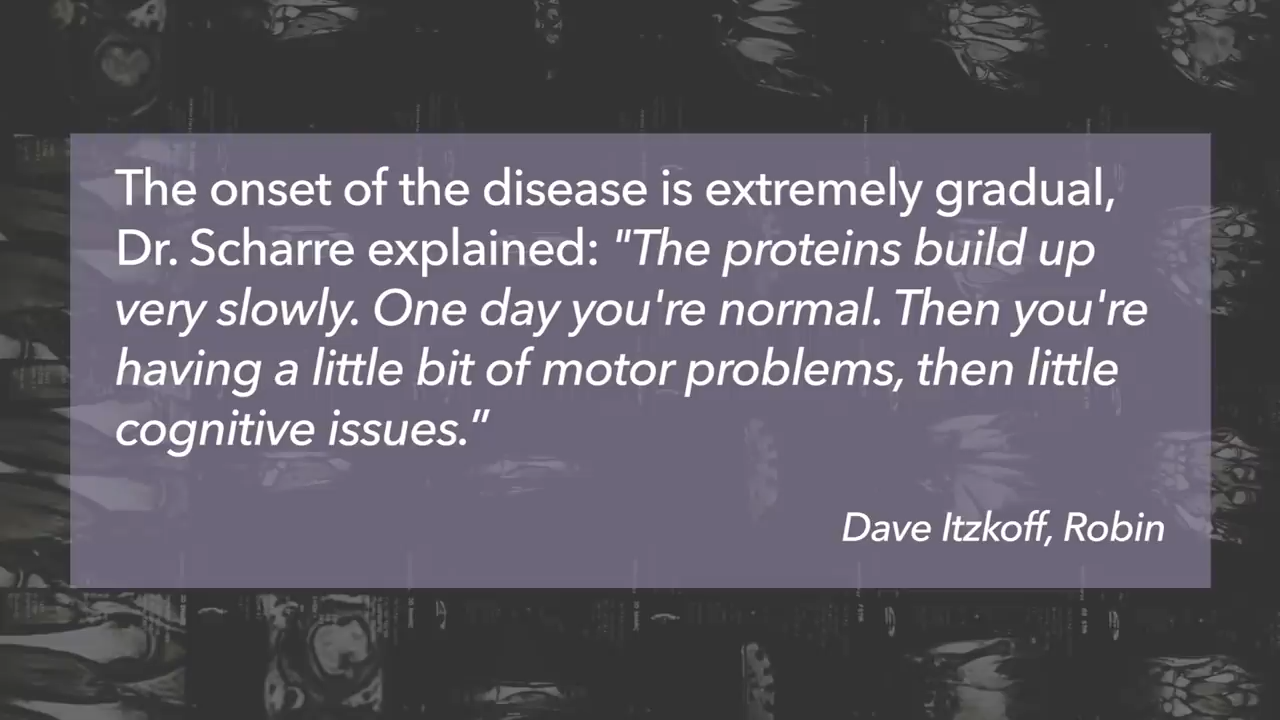 The onset of the disease is extremely gradual,
Dr. Scharre explained: "The proteins build up
very slowly. One day you're normal. Then you're
having a little bit of motor problems, then little
cognitive issues.”
Dave Itzkoff, Robin